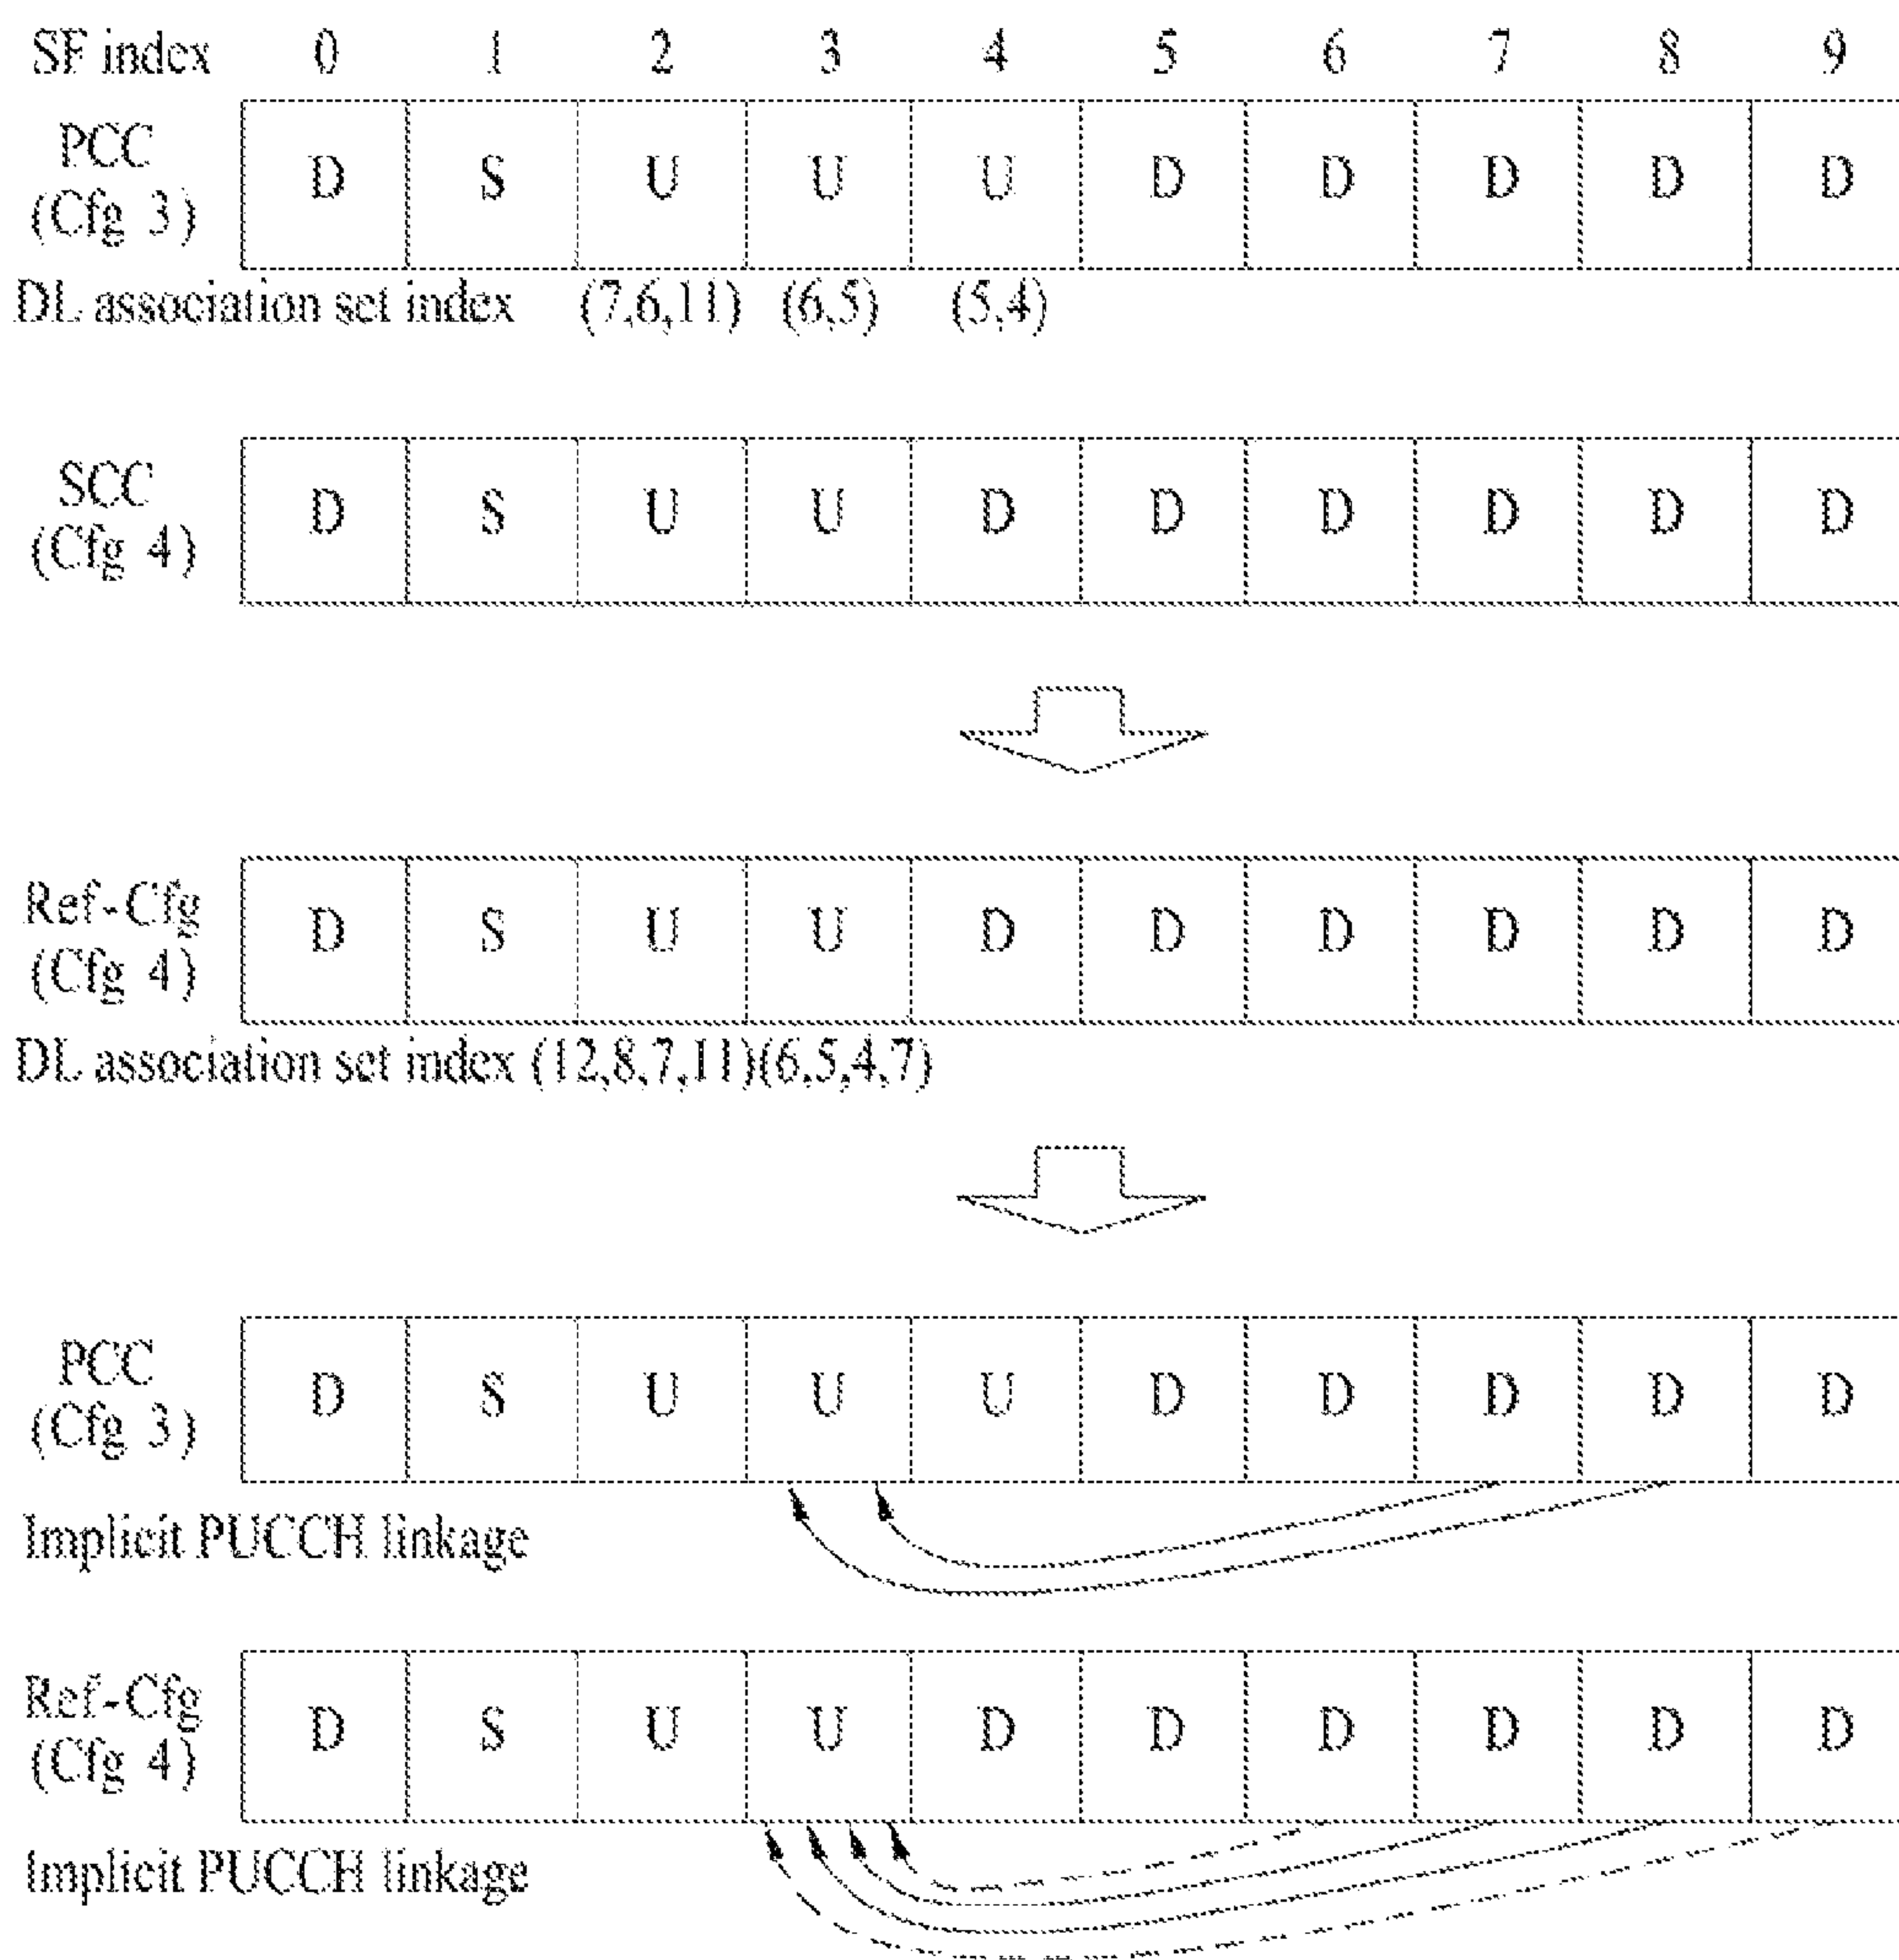 SF index 0 1 2 3 4 5 6 7 8 9
PCC
(Cfg 3)
D S U U U D D D D D
DL association set index (7,6,11) (6,5) (5,4)
SCC
(Cfg 4)
D S U U D D D D D D
Ref-Cfg
(Cfg 4)
D S U U D D D D D D
DL association set index (12,8,7,11)(6,5,4,7)
PCC
(Cfg 3)
D S U U U D D D D D
Implicit PUCCH linkage
Ref-Cfg
(Cfg 4)
D S U U D D D D D D
Implicit PUCCH linkage